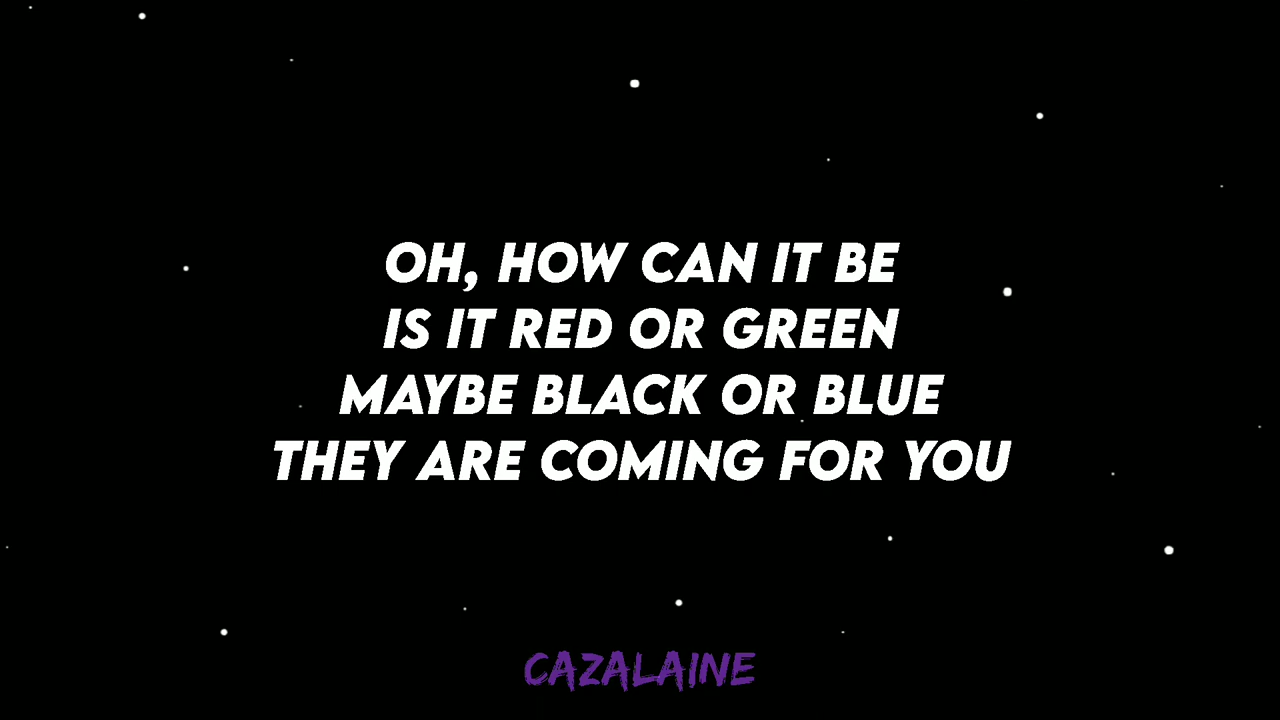 OH, HOW CAN IT BE
IS IT RED OR GREEN
MAYBE BLACK OR BLUE
THEY ARE COMING FOR YOU
CAZALAINE